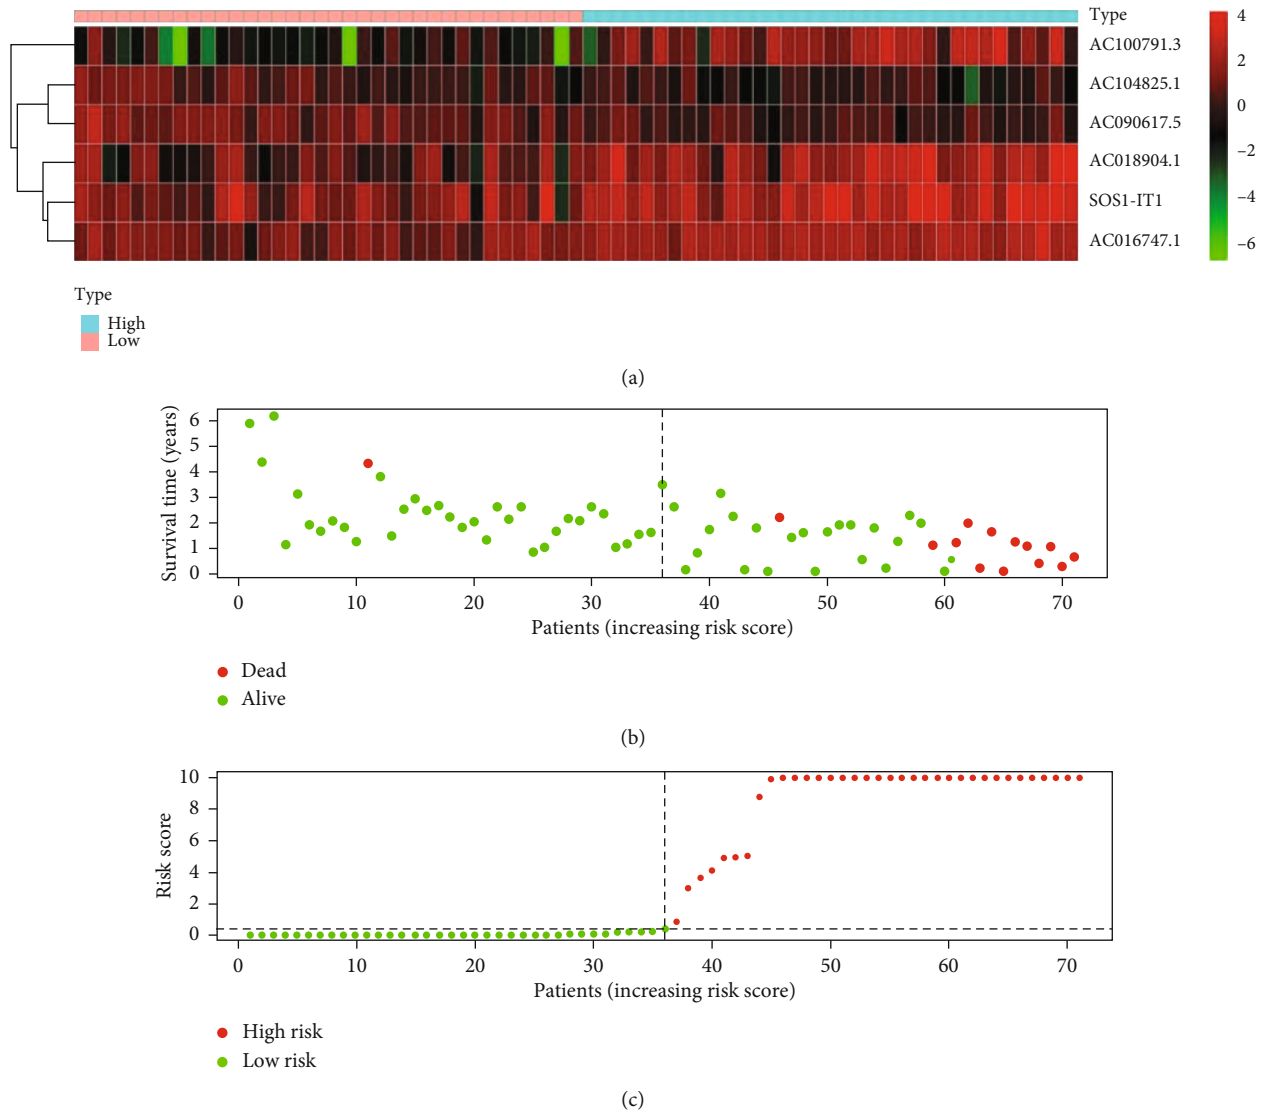 Type
AC100791.3
AC104825.1
AC090617.5
AC018904.1
SOS1-IT1
AC016747.1
4
2
0
−2
−4
−6
Type
High
Low
(a)
Survival time (years)
6
5
4
3
2
1
0
0 10 20 30 40 50 60 70
Patients (increasing risk score)
Dead
Alive
(b)
Risk score
10
8
6
4
2
0
0 10 20 30 40 50 60 70
Patients (increasing risk score)
High risk
Low risk
(c)